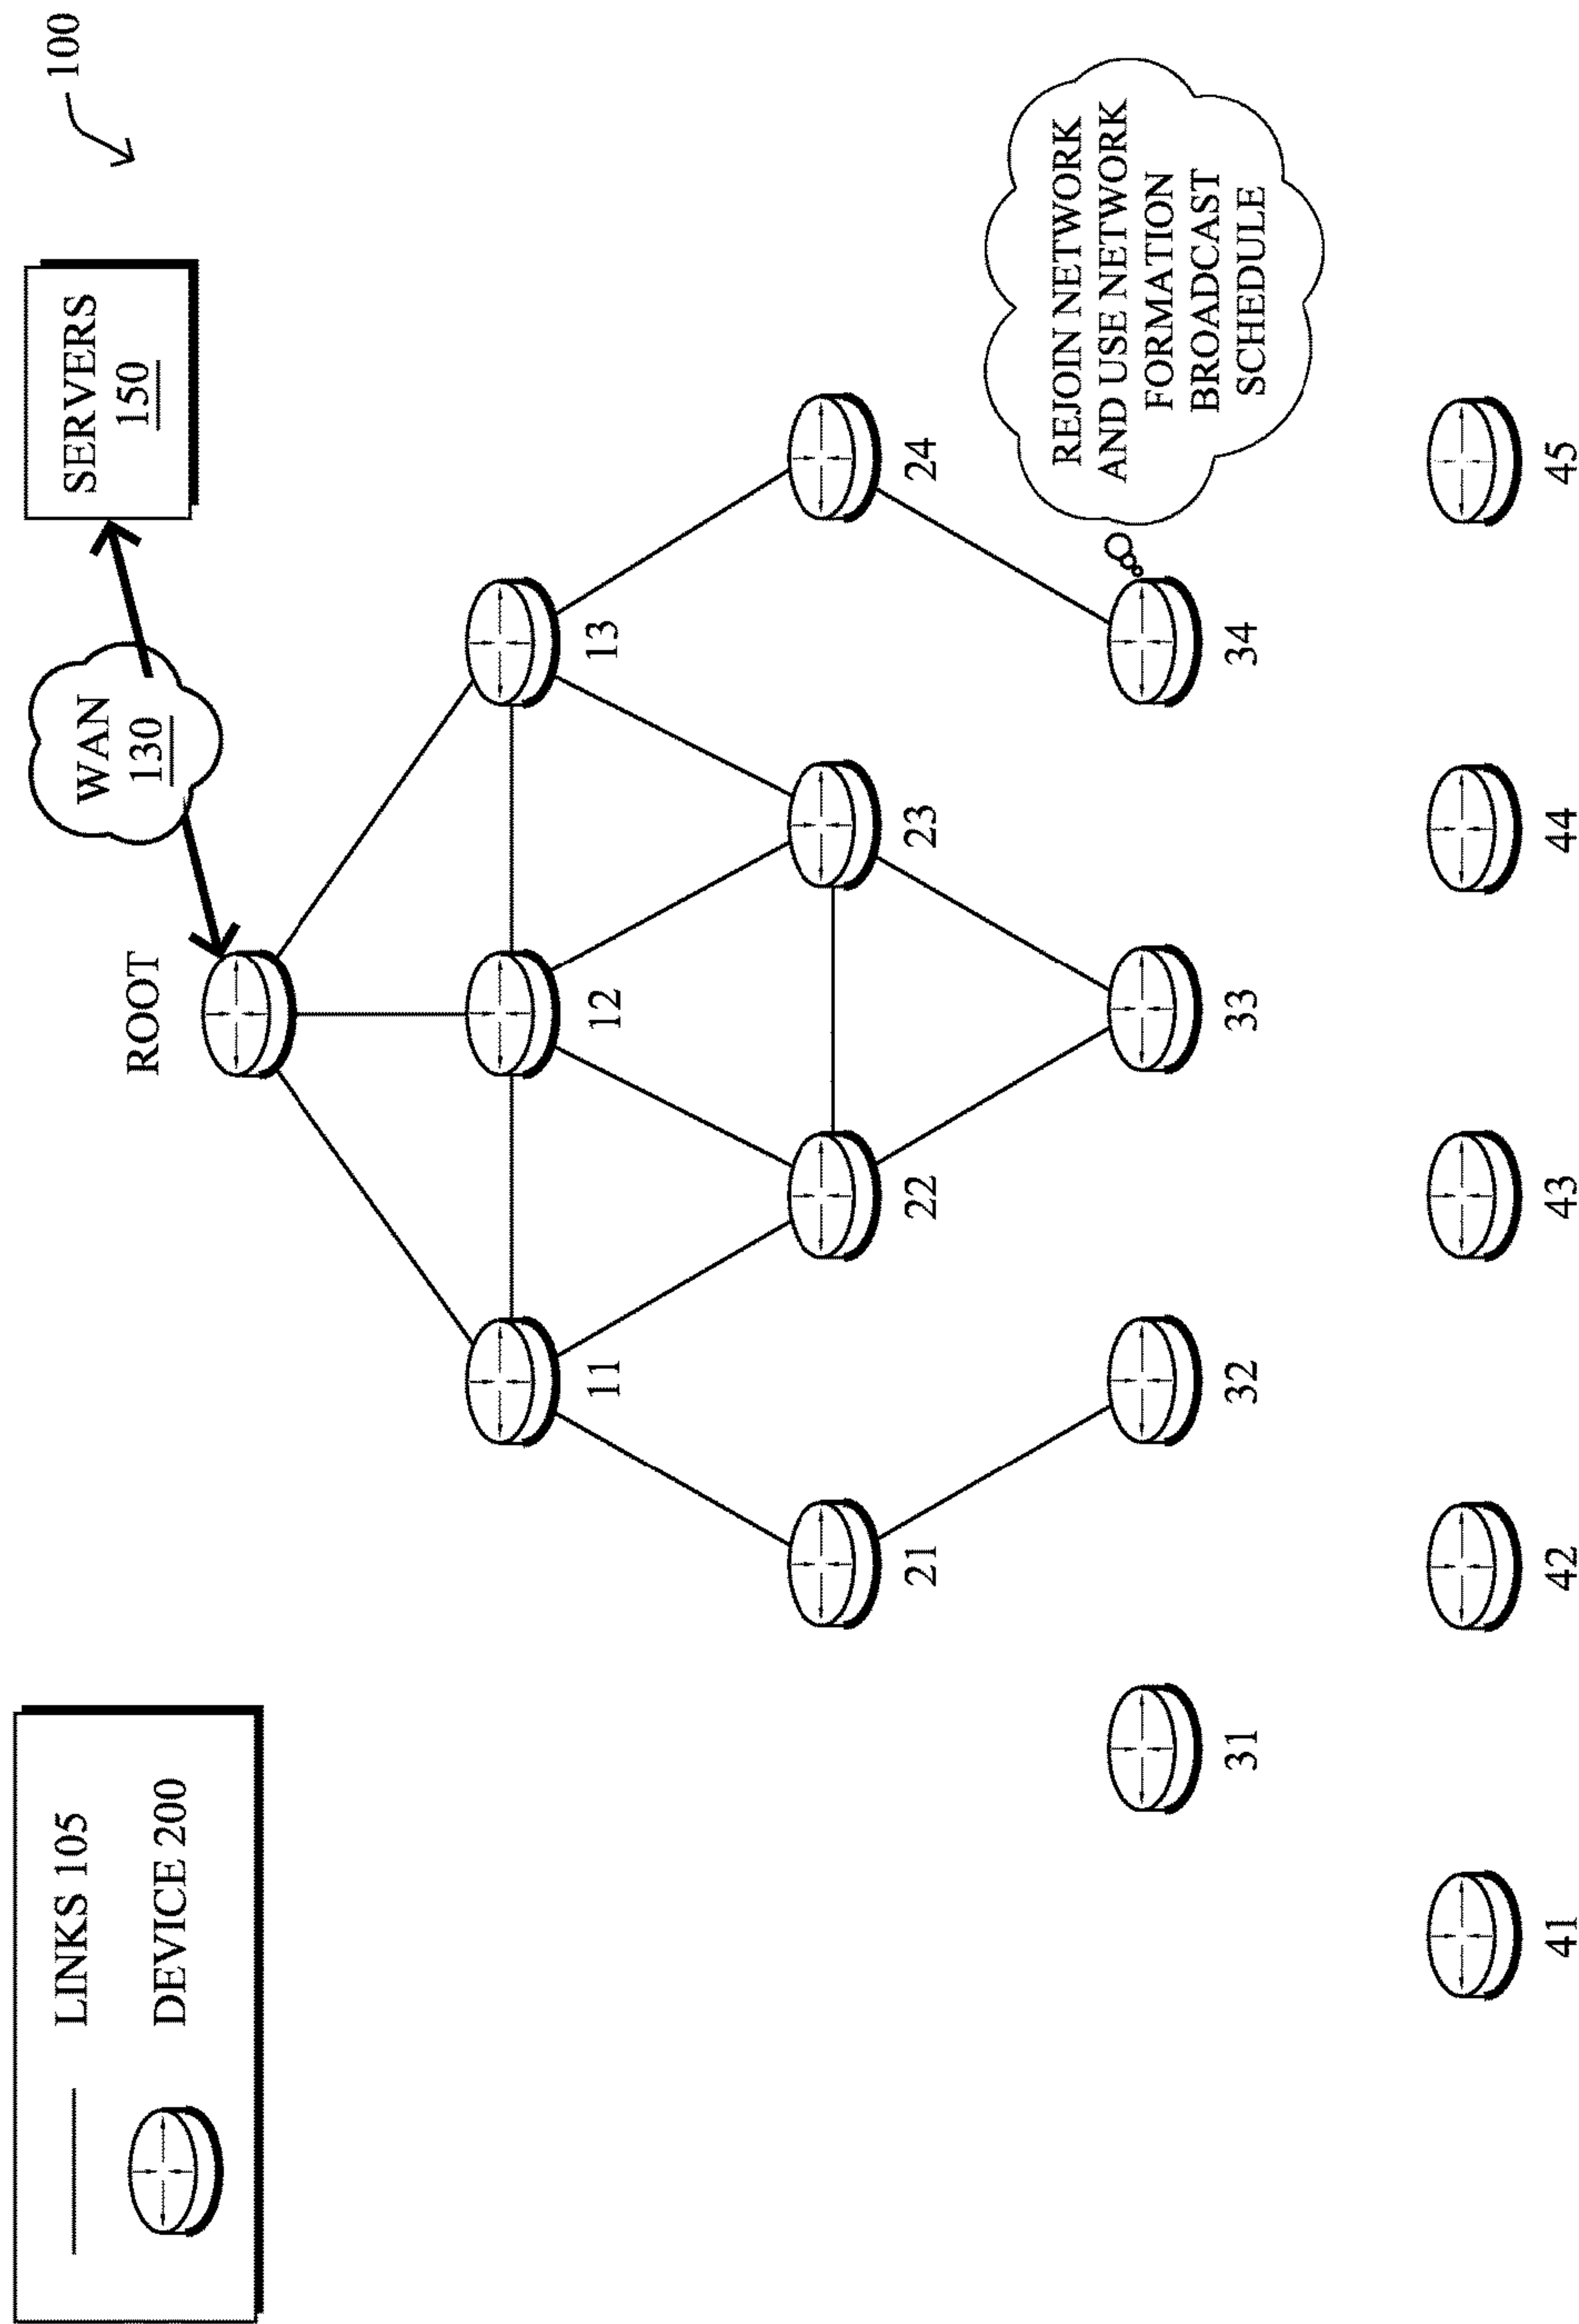 100
LINKS 105
DEVICE 200
SERVERS
150
WAN
130
ROOT
11
12
13
21
22
23
24
31
32
33
34
REJOIN NETWORK
AND USE NETWORK
FORMATION
BROADCAST
SCHEDULE
41
42
43
44
45